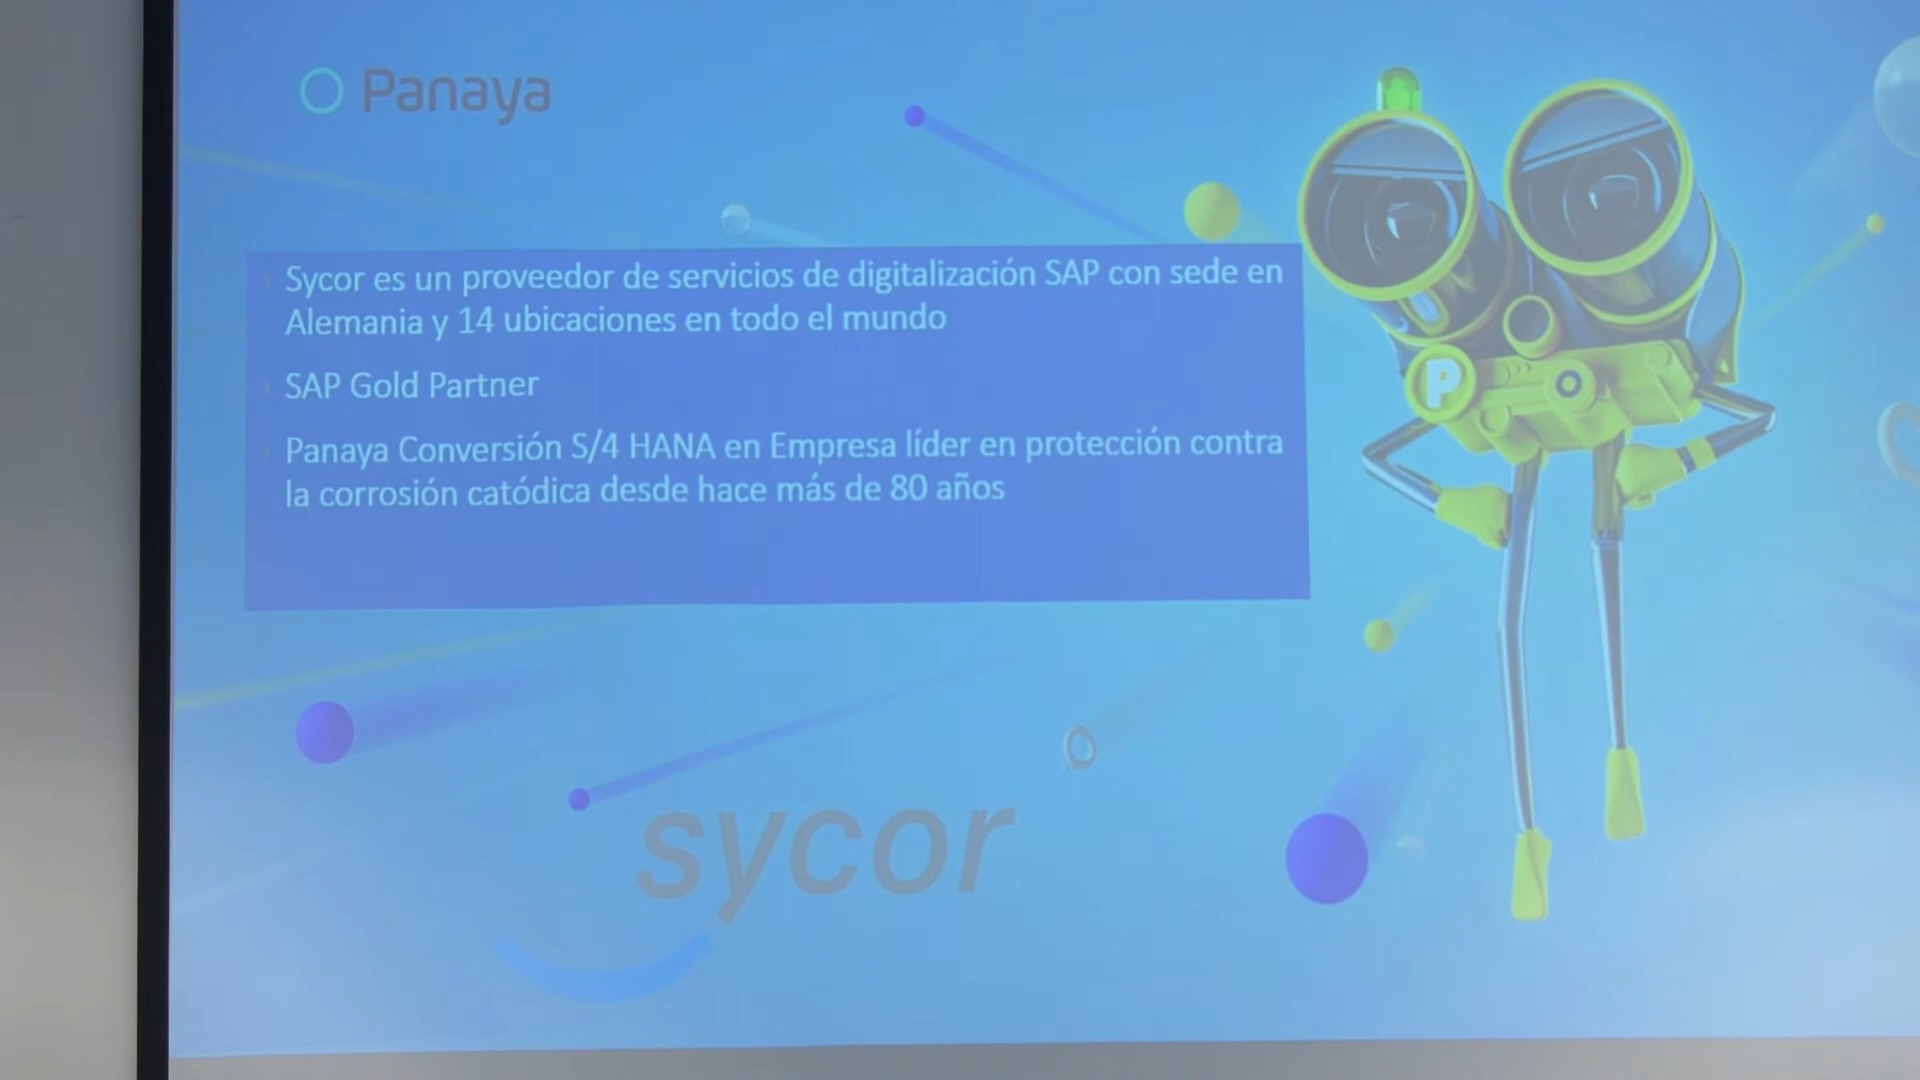 Panaya
Sycor es un proveedor de servicios de digitalización SAP con sede en
Alemania y 14 ubicaciones en todo el mundo
SAP Gold Partner
Panaya Conversión S/4 HANA en Empresa líder en protección contra
la corrosión catódica desde hace más de 80 años
P
sycor